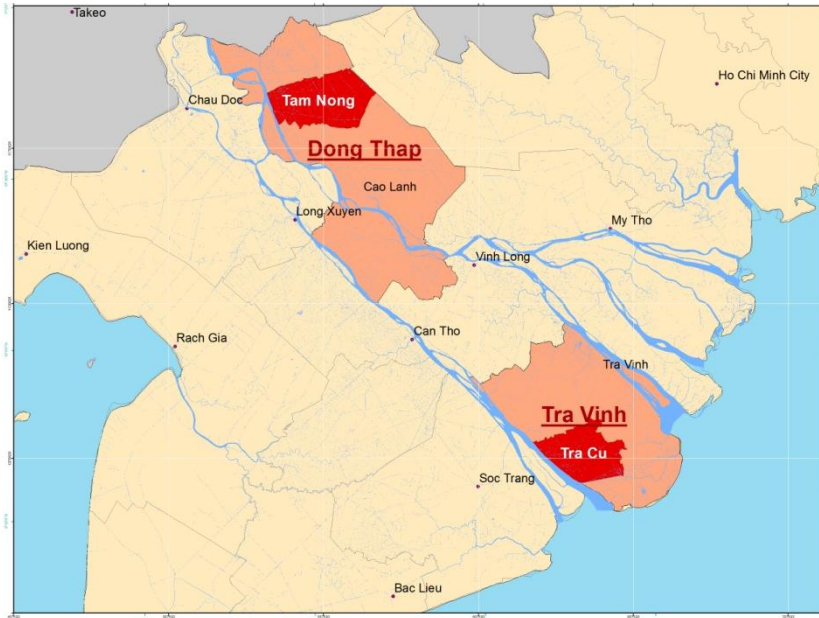 Takeo
Ho Chi Minh City
Chau Doc
Tam Nong
Dong Thap
Cao Lanh
Long Xuyen
My Tho
Kien Luong
Vinh Long
Can Tho
Rach Gia
Tra Vinh
Tra Vinh
Tra Cu
Soc Trang
Bac Lieu